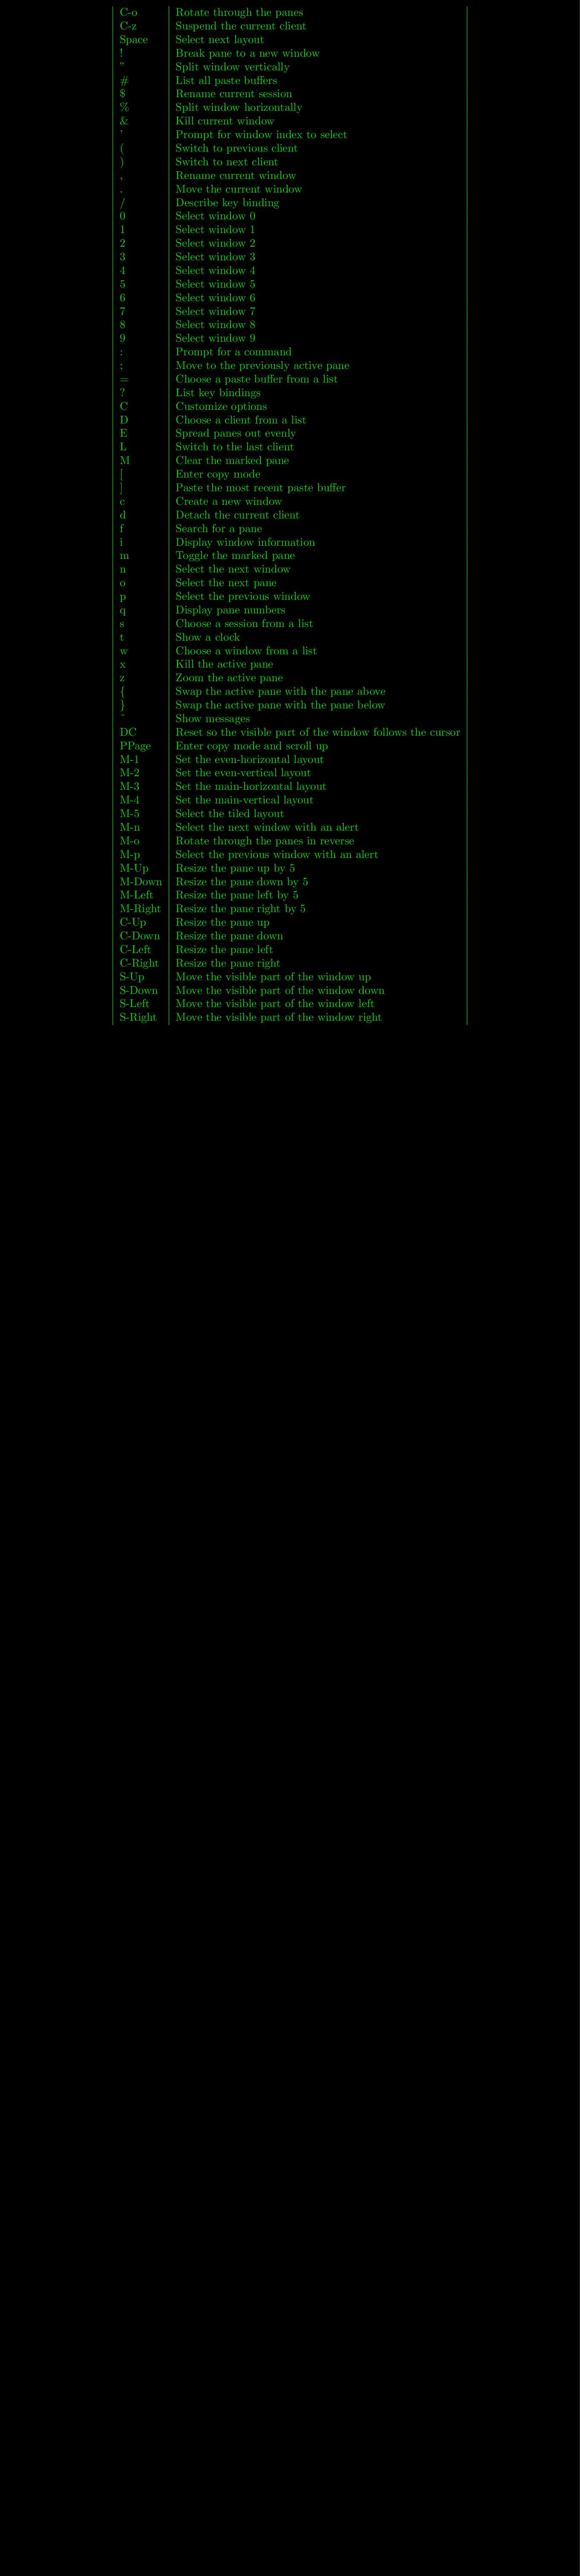 C-o Rotate through the panes
C-z Suspend the current client
Space Select next layout
! Break pane to a new window
" Split window vertically
# List all paste buffers
$ Rename current session
% Split window horizontally
& Kill current window
' Prompt for window index to select
( Switch to previous client
) Switch to next client
, Rename current window
. Move the current window
/ Describe key binding
0 Select window 0
1 Select window 1
2 Select window 2
3 Select window 3
4 Select window 4
5 Select window 5
6 Select window 6
7 Select window 7
8 Select window 8
9 Select window 9
: Prompt for a command
; Move to the previously active pane
= Choose a paste buffer from a list
? List key bindings
C Customize options
D Choose a client from a list
E Spread panes out evenly
L Switch to the last client
M Clear the marked pane
[ Enter copy mode
] Paste the most recent paste buffer
c Create a new window
d Detach the current client
f Search for a pane
i Display window information
m Toggle the marked pane
n Select the next window
o Select the next pane
p Select the previous window
q Display pane numbers
s Choose a session from a list
t Show a clock
w Choose a window from a list
x Kill the active pane
z Zoom the active pane
{ Swap the active pane with the pane above
} Swap the active pane with the pane below
~ Show messages
DC Reset so the visible part of the window follows the cursor
PPage Enter copy mode and scroll up
M-1 Set the even-horizontal layout
M-2 Set the even-vertical layout
M-3 Set the main-horizontal layout
M-4 Set the main-vertical layout
M-5 Select the tiled layout
M-n Select the next window with an alert
M-o Rotate through the panes in reverse
M-p Select the previous window with an alert
M-Up Resize the pane up by 5
M-Down Resize the pane down by 5
M-Left Resize the pane left by 5
M-Right Resize the pane right by 5
C-Up Resize the pane up
C-Down Resize the pane down
C-Left Resize the pane left
C-Right Resize the pane right
S-Up Move the visible part of the window up
S-Down Move the visible part of the window down
S-Left Move the visible part of the window left
S-Right Move the visible part of the window right